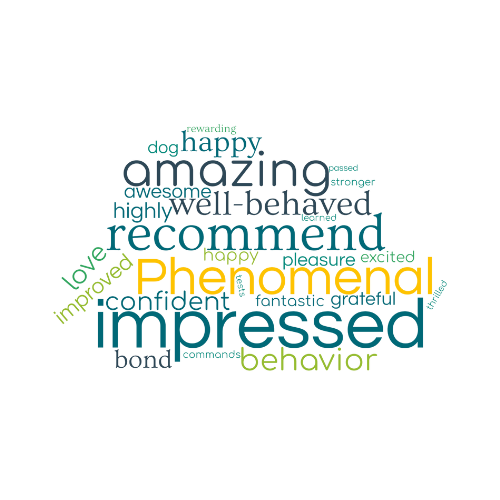 rewarding
dog happy
amazing passed
awesome stronger
highly well-behaved
learned
recommend
love happy pleasure excited
improved Phenomenal
tests
confident fantastic grateful thrilled
impressed
bond commands behavior